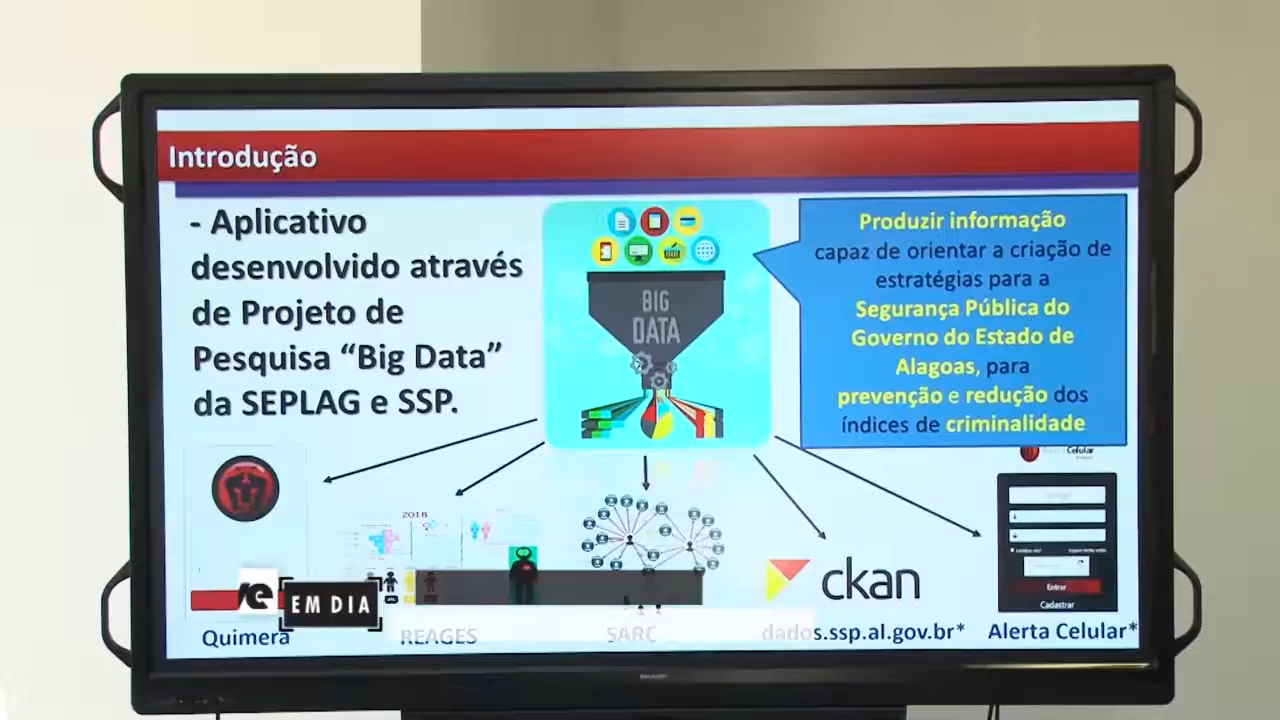 Introdução
- Aplicativo
desenvolvido através
de Projeto de
Pesquisa “Big Data”
da SEPLAG e SSP.
BIG
DATA
Produzir informação
capaz de orientar a criação de
estratégias para a
Segurança Pública do
Governo do Estado de
Alagoas, para
prevenção e redução dos
índices de criminalidade
Celular
2018
Entrar
Cadastrar
ckan
EM DIA
Quimera
REAGES
SARC
dados.ssp.al.gov.br*
Alerta Celular*
SHARP